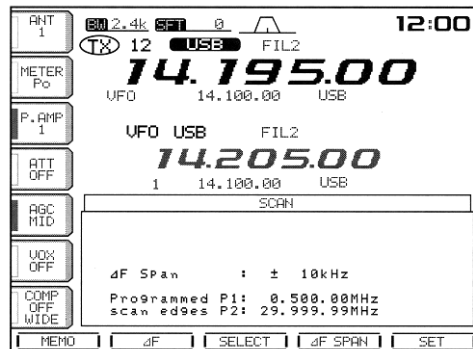 ANT 1
BW 2.4k SFT 0 12:00
TX 12 USB FIL2
METER Po
14.195.00
VFO 14.100.00 USB
P.AMP 1
VFO USB FIL2
ATT OFF
14.205.00
1 14.100.00 USB
AGC MID
SCAN
VOX OFF
⊿F Span : ± 10kHz
COMP OFF WIDE
Programmed P1: 0.500.00MHz
scan edges P2: 29.999.99MHz
MEMO ⊿F SELECT ⊿F SPAN SET